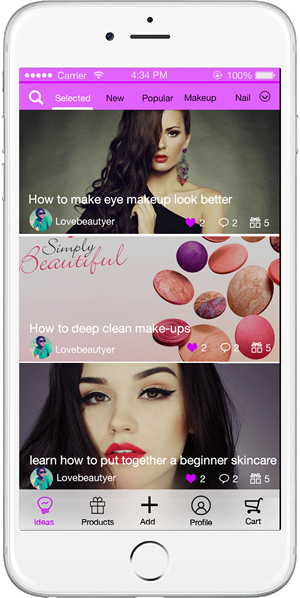 Carrier 4:34 PM 100%
Selected New Popular Makeup Nail
How to make eye makeup look better
Lovebeautyer 2 2 5
Simply
Beautiful
How to deep clean make-ups
Lovebeautyer 2 2 5
learn how to put together a beginner skincare
Lovebeautyer 2 2 5
Ideas Products Add Profile Cart